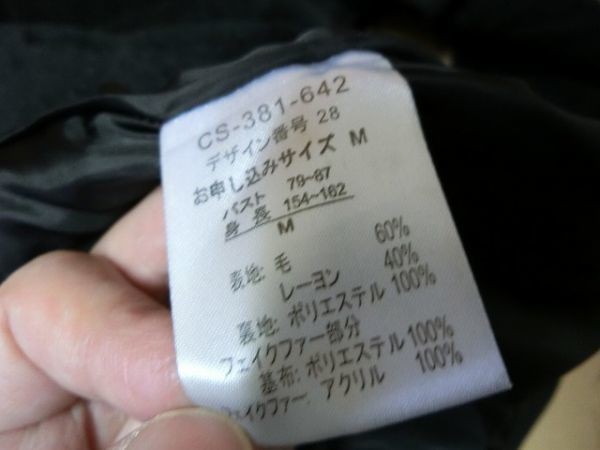 CS-381-642
デザイン番号 28
お申し込みサイズ M
バスト 79~87
身長 154~162
M
表地: 毛 60%
レーヨン 40%
裏地: ポリエステル 100%
フェイクファー部分
基布: ポリエステル 100%
フェイクファー アクリル 100%